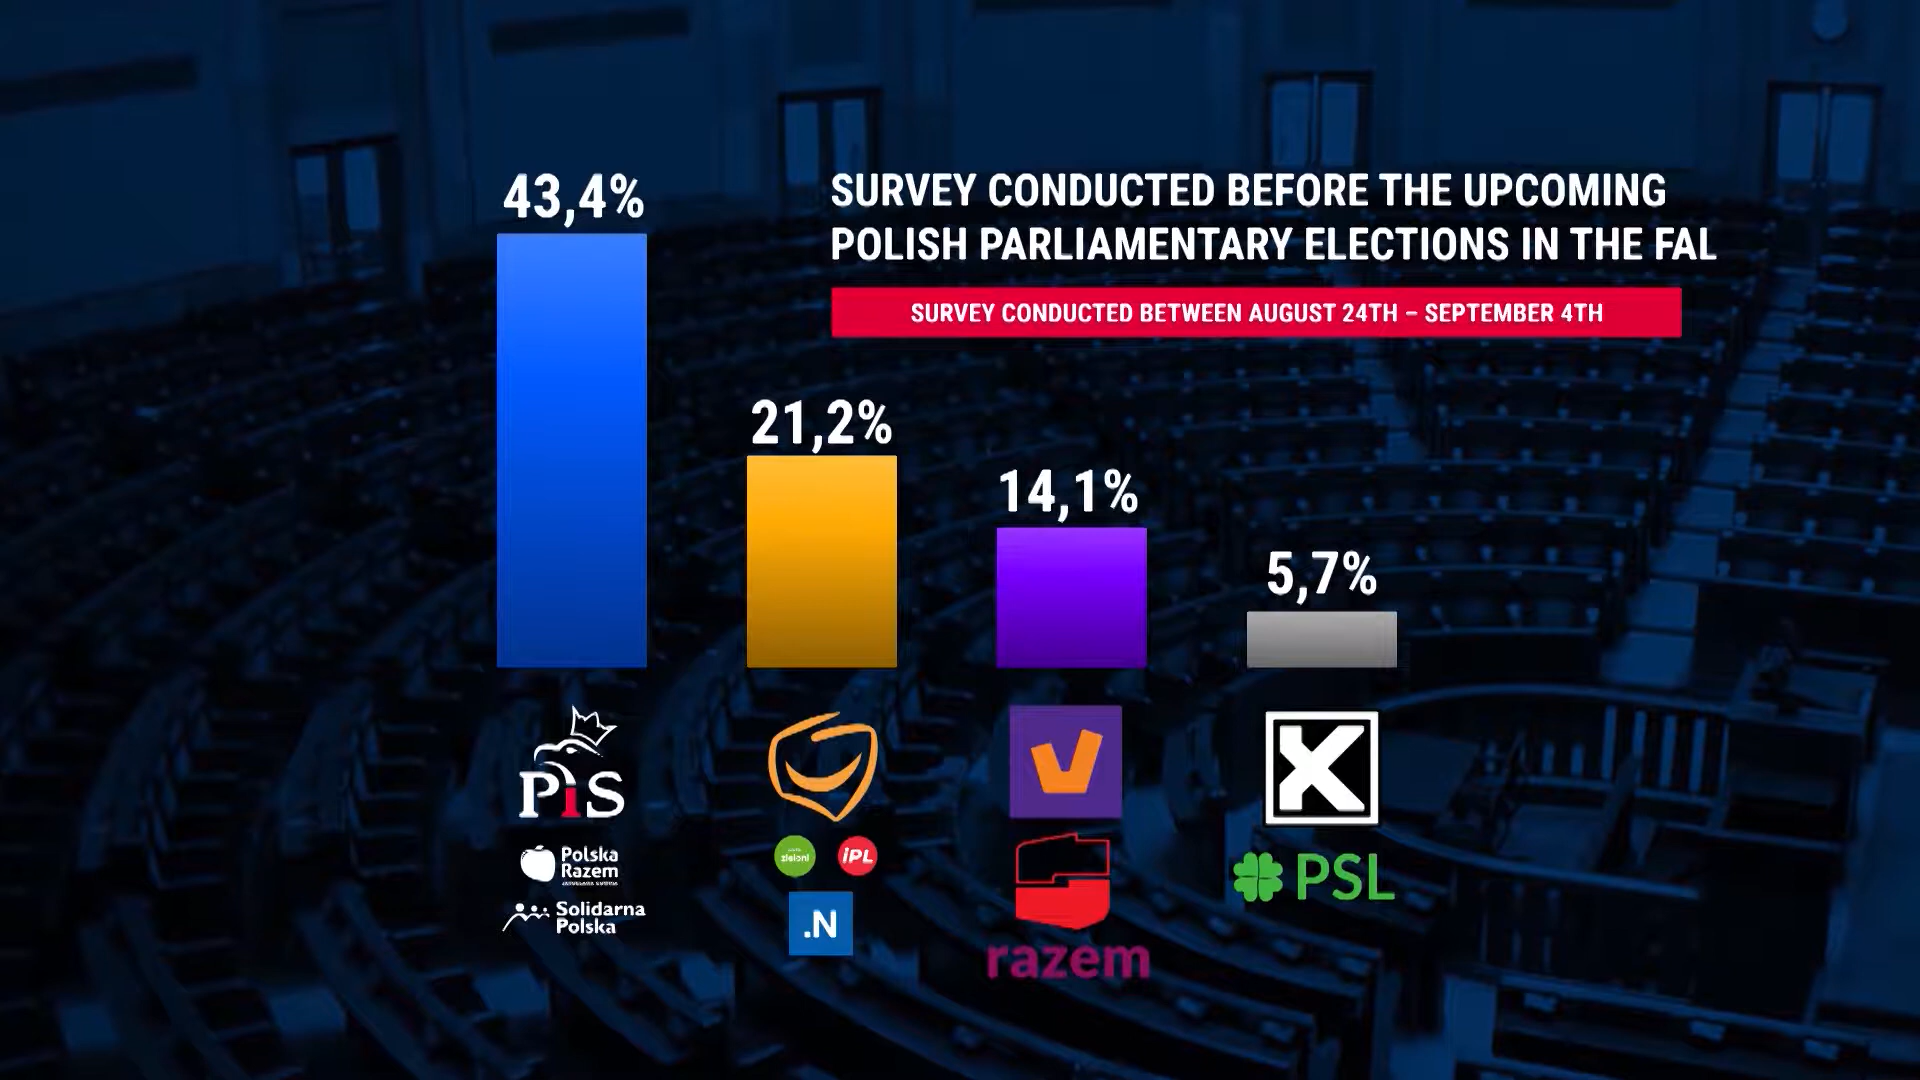 43,4%
SURVEY CONDUCTED BEFORE THE UPCOMING
POLISH PARLIAMENTARY ELECTIONS IN THE FAL
SURVEY CONDUCTED BETWEEN AUGUST 24TH – SEPTEMBER 4TH
21,2%
14,1%
5,7%
PiS
Polska
Razem
Solidarna
Polska
zieloni
iPL
.N
V
razem
K
PSL